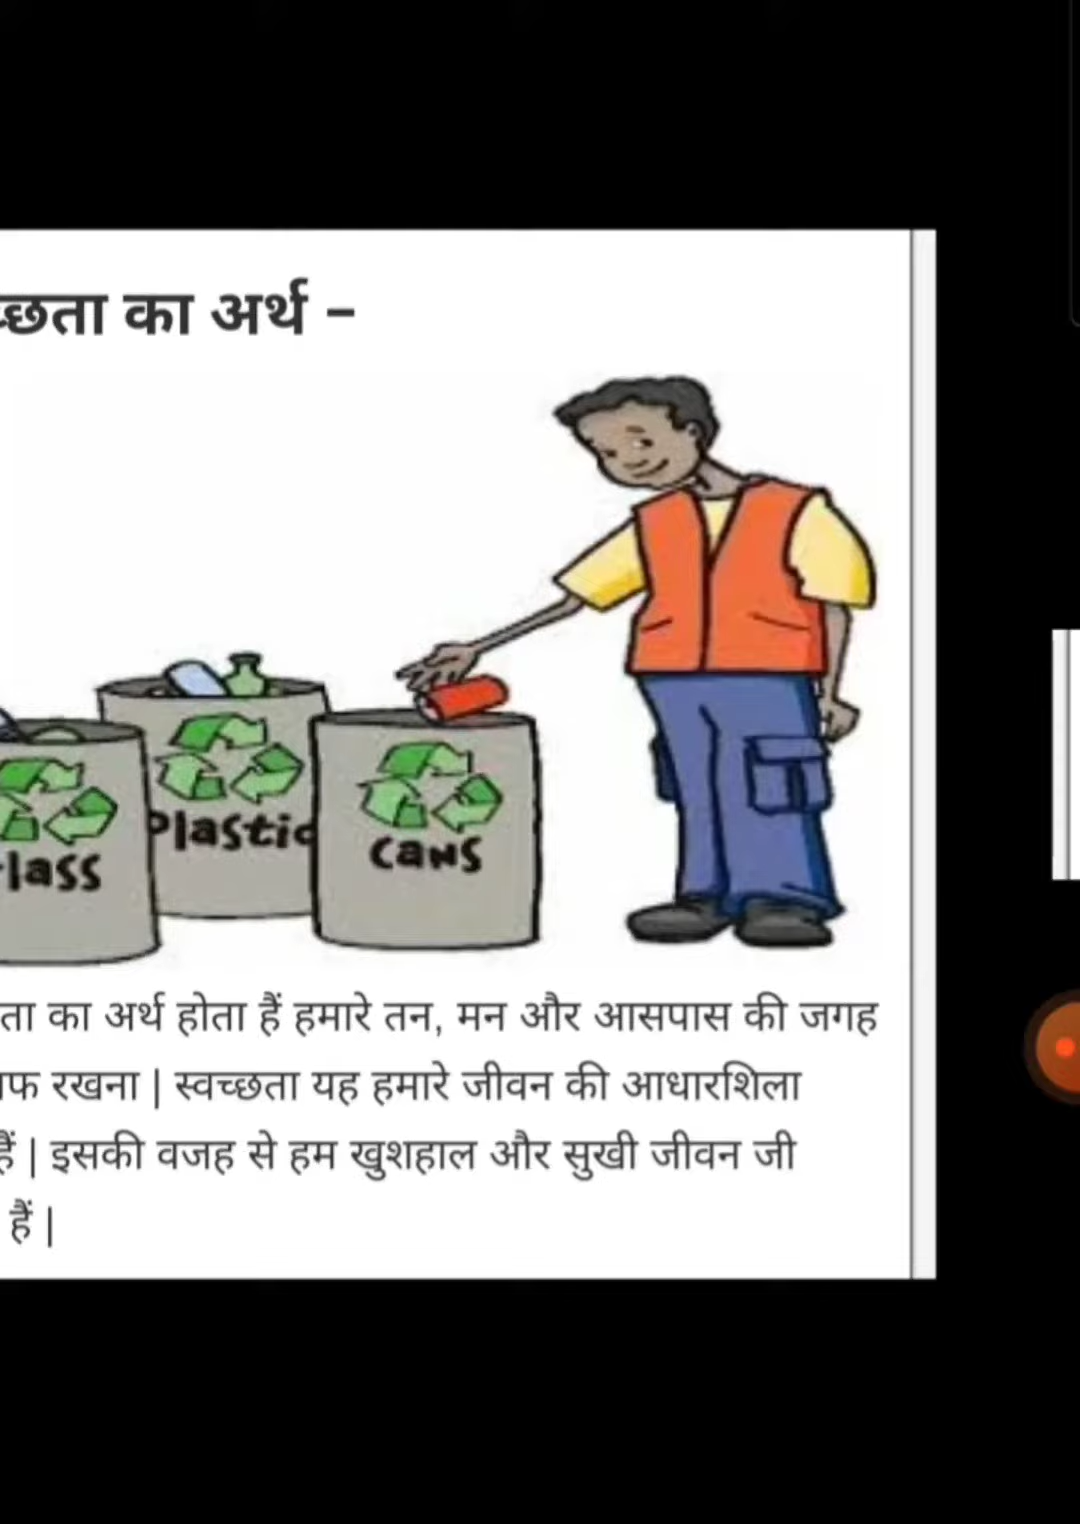 च्छता का अर्थ –
Plastic
cans
lass
ता का अर्थ होता हैं हमारे तन, मन और आसपास की जगह
फ रखना | स्वच्छता यह हमारे जीवन की आधारशिला
हैं | इसकी वजह से हम खुशहाल और सुखी जीवन जी
हैं |